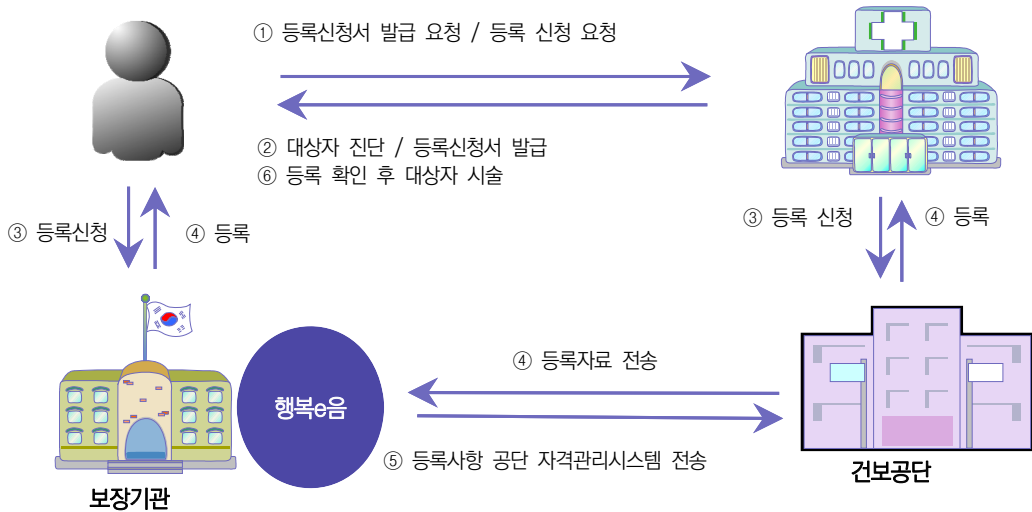 ① 등록신청서 발급 요청 / 등록 신청 요청
② 대상자 진단 / 등록신청서 발급
⑥ 등록 확인 후 대상자 시술
③ 등록신청
④ 등록
③ 등록 신청
④ 등록
행복e음
④ 등록자료 전송
⑤ 등록사항 공단 자격관리시스템 전송
보장기관
건보공단